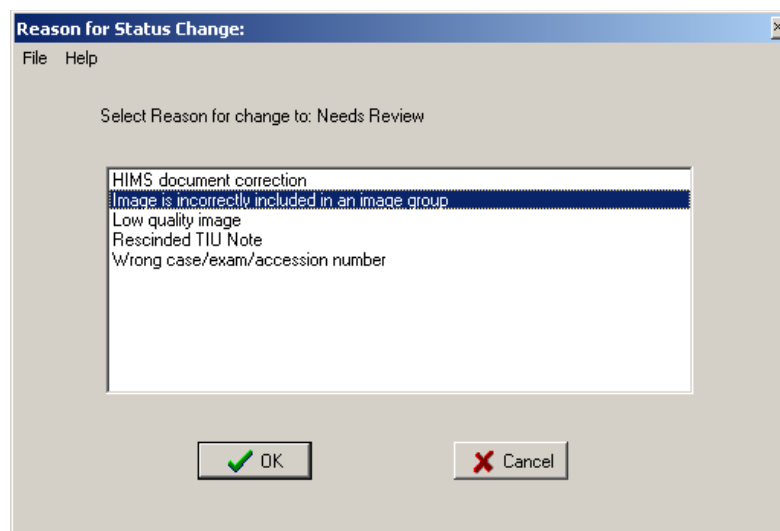 Reason for Status Change:
File Help
Select Reason for change to: Needs Review
HIMS document correction
Image is incorrectly included in an image group
Low quality image
Rescinded TIU Note
Wrong case/exam/accession number
OK Cancel